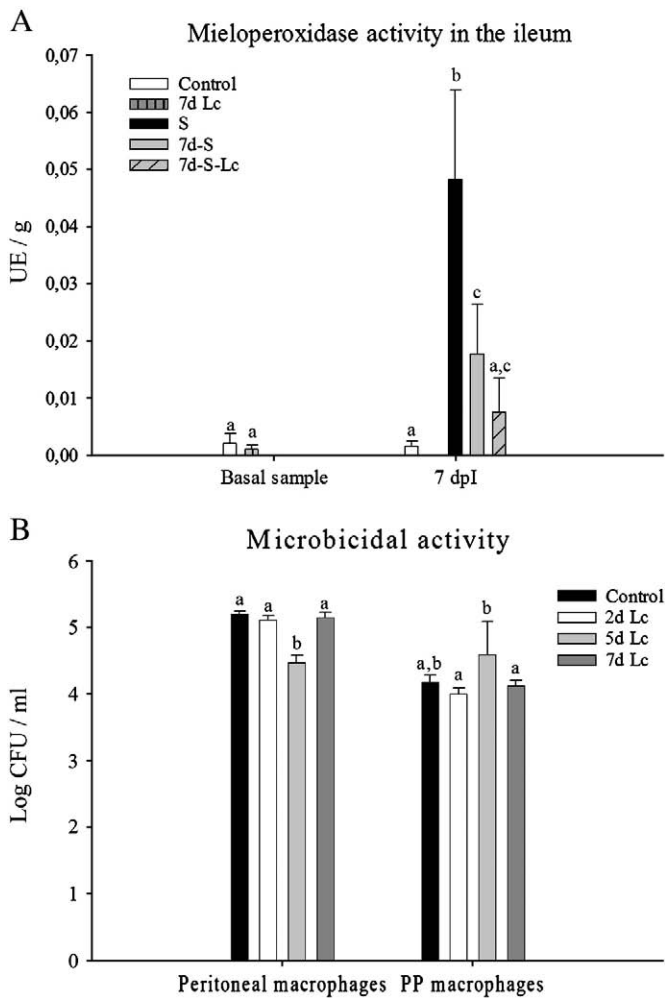 A
Mieloperoxidase activity in the ileum
0,07
0,06
0,05
0,04
0,03
0,02
0,01
0,00
UE / g
Control
7d Lc
S
7d-S
7d-S-Lc
a
a
a
b
c
a,c
Basal sample
7 dpI
B
Microbicidal activity
6
5
4
3
2
1
0
Log CFU / ml
Control
2d Lc
5d Lc
7d Lc
a
a
b
a
a,b
a
b
a
Peritoneal macrophages
PP macrophages